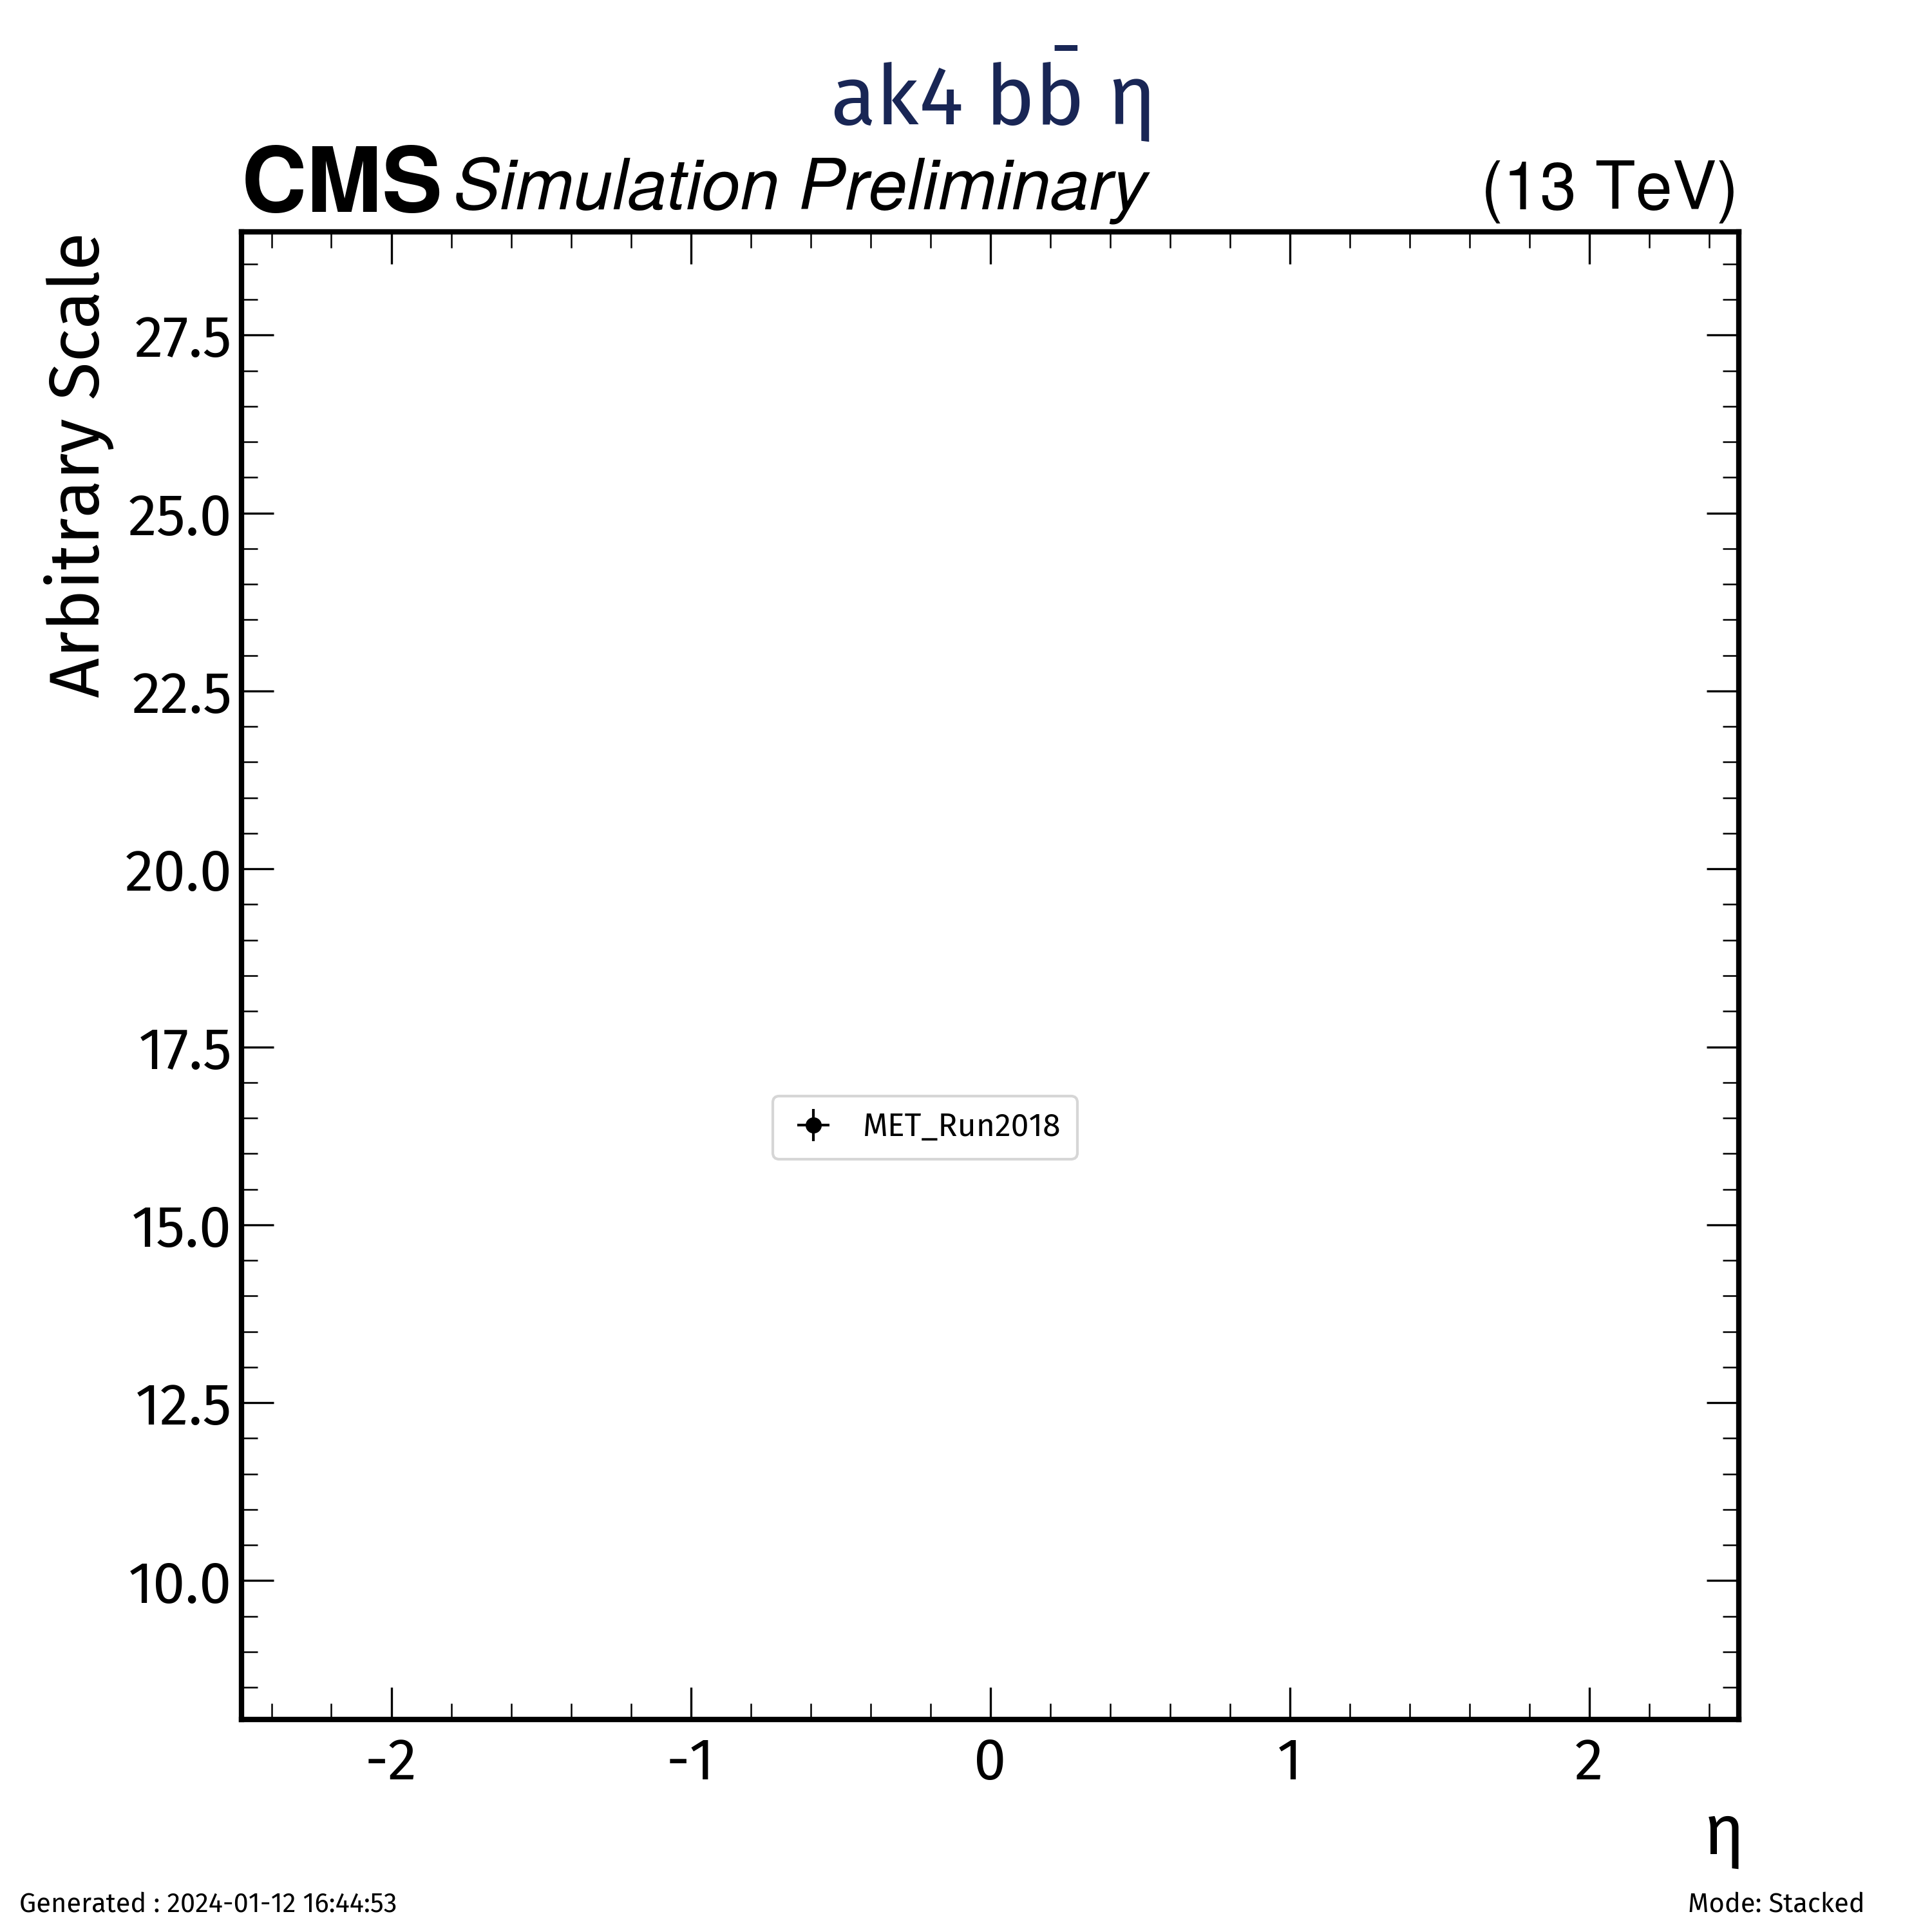 ak4 bb̄ η
CMS Simulation Preliminary (13 TeV)
Arbitrary Scale
27.5
25.0
22.5
20.0
17.5
MET_Run2018
15.0
12.5
10.0
-2 -1 0 1 2
η
Generated : 2024-01-12 16:44:53 Mode: Stacked